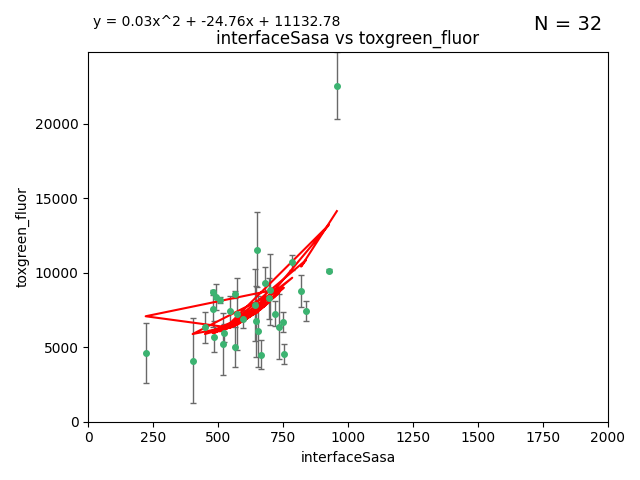 y = 0.03x^2 + -24.76x + 11132.78
N = 32
interfaceSasa vs toxgreen_fluor
toxgreen_fluor
20000
15000
10000
5000
0
0 250 500 750 1000 1250 1500 1750 2000
interfaceSasa